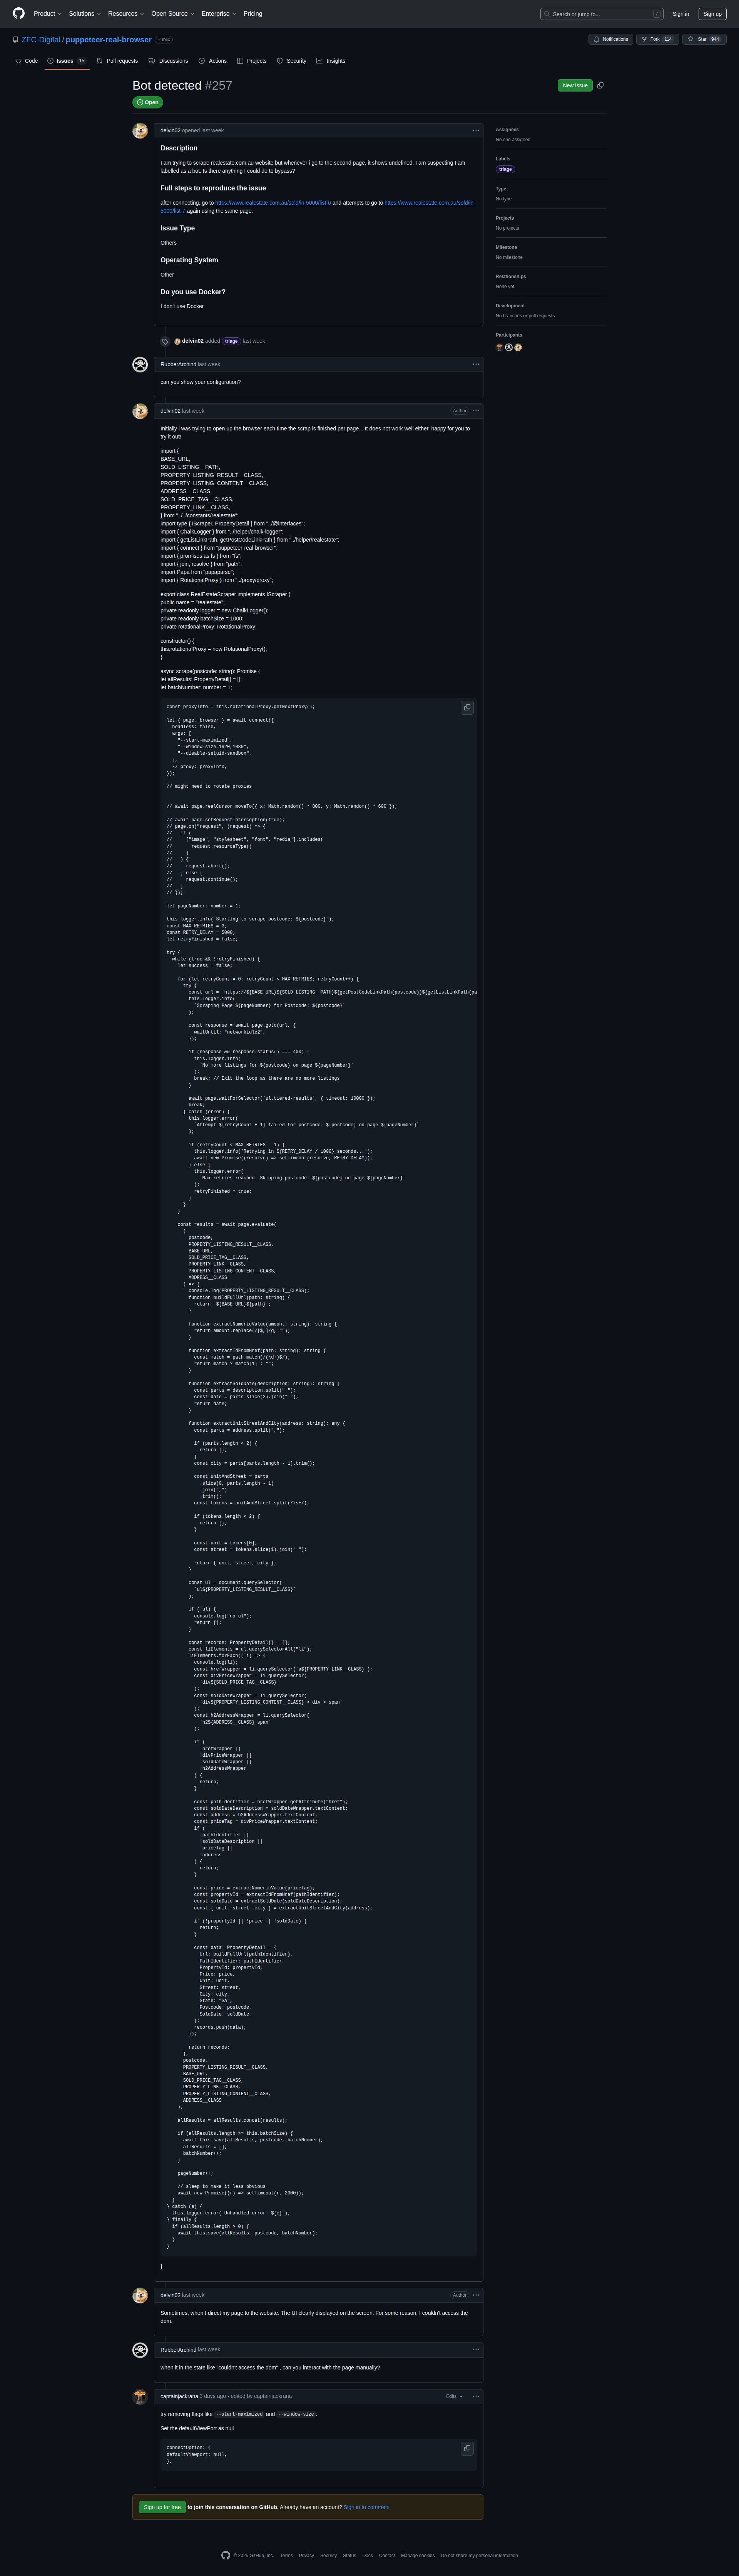 Product Solutions Resources Open Source Enterprise Pricing Search or jump to... / Sign in Sign up
ZFC-Digital / puppeteer-real-browser Public Notifications Fork 114 Star 944
Code Issues 15 Pull requests Discussions Actions Projects Security Insights
Bot detected #257 New issue
Open
delvin02 opened last week
Description
I am trying to scrape realestate.com.au website but whenever i go to the second page, it shows undefined. I am suspecting I am
labelled as a bot. Is there anything I could do to bypass?
Full steps to reproduce the issue
after connecting, go to https://www.realestate.com.au/sold/in-5000/list-6 and attempts to go to https://www.realestate.com.au/sold/in-
5000/list-7 again using the same page.
Issue Type
Others
Operating System
Other
Do you use Docker?
I don't use Docker
Assignees
No one assigned
Labels
triage
Type
No type
Projects
No projects
Milestone
No milestone
Relationships
None yet
Development
No branches or pull requests
Participants
delvin02 added triage last week
RubberArchind last week
can you show your configuration?
delvin02 last week Author
Initially i was trying to open up the browser each time the scrap is finished per page... It does not work well either. happy for you to
try it out!
import {
BASE_URL,
SOLD_LISTING__PATH,
PROPERTY_LISTING_RESULT__CLASS,
PROPERTY_LISTING_CONTENT__CLASS,
ADDRESS__CLASS,
SOLD_PRICE_TAG__CLASS,
PROPERTY_LINK__CLASS,
} from "../../constants/realestate";
import type { IScraper, PropertyDetail } from "../@interfaces";
import { ChalkLogger } from "../helper/chalk-logger";
import { getListLinkPath, getPostCodeLinkPath } from "../helper/realestate";
import { connect } from "puppeteer-real-browser";
import { promises as fs } from "fs";
import { join, resolve } from "path";
import Papa from "papaparse";
import { RotationalProxy } from "../proxy/proxy";
export class RealEstateScraper implements IScraper {
public name = "realestate";
private readonly logger = new ChalkLogger();
private readonly batchSize = 1000;
private rotationalProxy: RotationalProxy;
constructor() {
this.rotationalProxy = new RotationalProxy();
}
async scrape(postcode: string): Promise {
let allResults: PropertyDetail[] = [];
let batchNumber: number = 1;
const proxyInfo = this.rotationalProxy.getNextProxy();
let { page, browser } = await connect({
headless: false,
args: [
"--start-maximized",
"--window-size=1920,1080",
"--disable-setuid-sandbox",
],
// proxy: proxyInfo,
});
// might need to rotate proxies
// await page.realCursor.moveTo({ x: Math.random() * 800, y: Math.random() * 600 });
// await page.setRequestInterception(true);
// page.on("request", (request) => {
// if (
// ["image", "stylesheet", "font", "media"].includes(
// request.resourceType()
// )
// ) {
// request.abort();
// } else {
// request.continue();
// }
// });
let pageNumber: number = 1;
this.logger.info(`Starting to scrape postcode: ${postcode}`);
const MAX_RETRIES = 3;
const RETRY_DELAY = 5000;
let retryFinished = false;
try {
while (true && !retryFinished) {
let success = false;
for (let retryCount = 0; retryCount < MAX_RETRIES; retryCount++) {
try {
const url = `https://${BASE_URL}${SOLD_LISTING__PATH}${getPostCodeLinkPath(postcode)}${getListLinkPath(pa
this.logger.info(
`Scraping Page ${pageNumber} for Postcode: ${postcode}`
);
const response = await page.goto(url, {
waitUntil: "networkidle2",
});
if (response && response.status() === 400) {
this.logger.info(
`No more listings for ${postcode} on page ${pageNumber}`
);
break; // Exit the loop as there are no more listings
}
await page.waitForSelector(`ul.tiered-results`, { timeout: 10000 });
break;
} catch (error) {
this.logger.error(
`Attempt ${retryCount + 1} failed for postcode: ${postcode} on page ${pageNumber}`
);
if (retryCount < MAX_RETRIES - 1) {
this.logger.info(`Retrying in ${RETRY_DELAY / 1000} seconds...`);
await new Promise((resolve) => setTimeout(resolve, RETRY_DELAY));
} else {
this.logger.error(
`Max retries reached. Skipping postcode: ${postcode} on page ${pageNumber}`
);
retryFinished = true;
}
}
}
const results = await page.evaluate(
(
postcode,
PROPERTY_LISTING_RESULT__CLASS,
BASE_URL,
SOLD_PRICE_TAG__CLASS,
PROPERTY_LINK__CLASS,
PROPERTY_LISTING_CONTENT__CLASS,
ADDRESS__CLASS
) => {
console.log(PROPERTY_LISTING_RESULT__CLASS);
function buildFullUrl(path: string) {
return `${BASE_URL}${path}`;
}
function extractNumericValue(amount: string): string {
return amount.replace(/[$,]/g, "");
}
function extractIdFromHref(path: string): string {
const match = path.match(/(\d+)$/);
return match ? match[1] : "";
}
function extractSoldDate(description: string): string {
const parts = description.split(" ");
const date = parts.slice(2).join(" ");
return date;
}
function extractUnitStreetAndCity(address: string): any {
const parts = address.split(",");
if (parts.length < 2) {
return {};
}
const city = parts[parts.length - 1].trim();
const unitAndStreet = parts
.slice(0, parts.length - 1)
.join(",")
.trim();
const tokens = unitAndStreet.split(/\s+/);
if (tokens.length < 2) {
return {};
}
const unit = tokens[0];
const street = tokens.slice(1).join(" ");
return { unit, street, city };
}
const ul = document.querySelector(
`ul${PROPERTY_LISTING_RESULT__CLASS}`
);
if (!ul) {
console.log("no ul");
return [];
}
const records: PropertyDetail[] = [];
const liElements = ul.querySelectorAll("li");
liElements.forEach((li) => {
console.log(li);
const hrefWrapper = li.querySelector(`a${PROPERTY_LINK__CLASS}`);
const divPriceWrapper = li.querySelector(
`div${SOLD_PRICE_TAG__CLASS}`
);
const soldDateWrapper = li.querySelector(
`div${PROPERTY_LISTING_CONTENT__CLASS} > div > span`
);
const h2AddressWrapper = li.querySelector(
`h2${ADDRESS__CLASS} span`
);
if (
!hrefWrapper ||
!divPriceWrapper ||
!soldDateWrapper ||
!h2AddressWrapper
) {
return;
}
const pathIdentifier = hrefWrapper.getAttribute("href");
const soldDateDescription = soldDateWrapper.textContent;
const address = h2AddressWrapper.textContent;
const priceTag = divPriceWrapper.textContent;
if (
!pathIdentifier ||
!soldDateDescription ||
!priceTag ||
!address
) {
return;
}
const price = extractNumericValue(priceTag);
const propertyId = extractIdFromHref(pathIdentifier);
const soldDate = extractSoldDate(soldDateDescription);
const { unit, street, city } = extractUnitStreetAndCity(address);
if (!propertyId || !price || !soldDate) {
return;
}
const data: PropertyDetail = {
Url: buildFullUrl(pathIdentifier),
PathIdentifier: pathIdentifier,
PropertyId: propertyId,
Price: price,
Unit: unit,
Street: street,
City: city,
State: "SA",
Postcode: postcode,
SoldDate: soldDate,
};
records.push(data);
});
return records;
},
postcode,
PROPERTY_LISTING_RESULT__CLASS,
BASE_URL,
SOLD_PRICE_TAG__CLASS,
PROPERTY_LINK__CLASS,
PROPERTY_LISTING_CONTENT__CLASS,
ADDRESS__CLASS
);
allResults = allResults.concat(results);
if (allResults.length >= this.batchSize) {
await this.save(allResults, postcode, batchNumber);
allResults = [];
batchNumber++;
}
pageNumber++;
// sleep to make it less obvious
await new Promise((r) => setTimeout(r, 2000));
}
} catch (e) {
this.logger.error(`Unhandled error: ${e}`);
} finally {
if (allResults.length > 0) {
await this.save(allResults, postcode, batchNumber);
}
}
}
delvin02 last week Author
Sometimes, when I direct my page to the website. The UI clearly displayed on the screen. For some reason, I couldn't access the
dom.
RubberArchind last week
when it in the state like "couldn't access the dom" , can you interact with the page manually?
captainjackrana 3 days ago · edited by captainjackrana Edits
try removing flags like --start-maximized and --window-size.
Set the defaultViewPort as null
connectOption: {
defaultViewport: null,
},
Sign up for free to join this conversation on GitHub. Already have an account? Sign in to comment
© 2025 GitHub, Inc. Terms Privacy Security Status Docs Contact Manage cookies Do not share my personal information